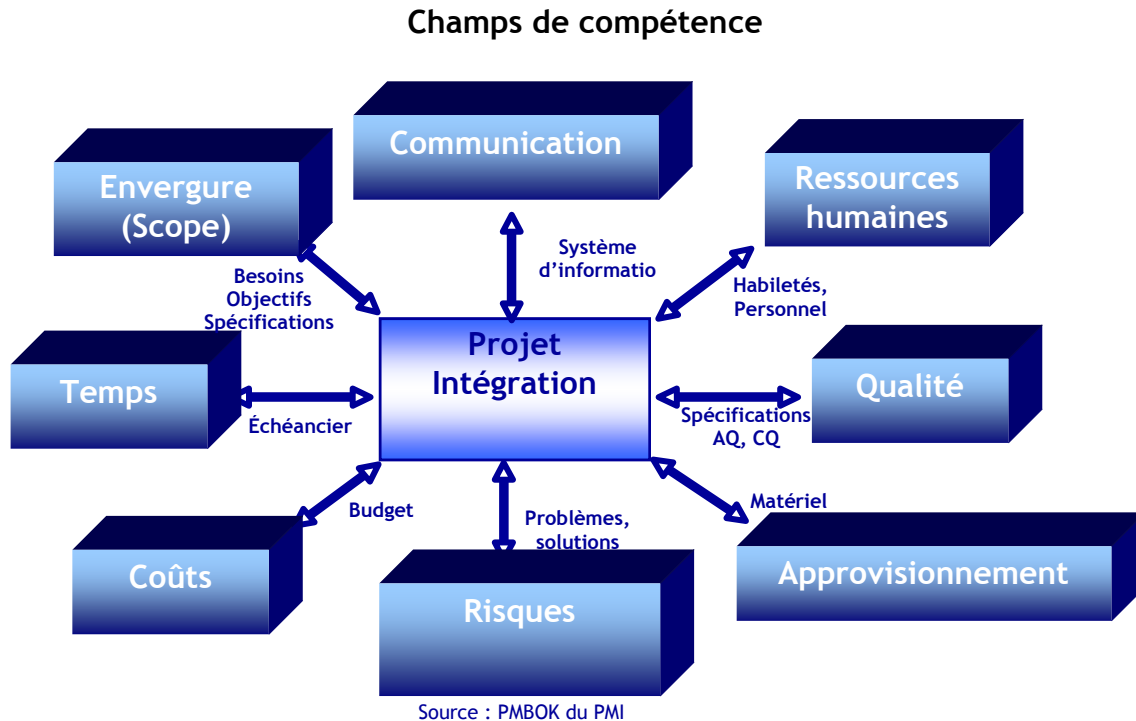 Champs de compétence
Communication
Envergure
(Scope)
Ressources
humaines
Système
d’informatio
Besoins
Objectifs
Spécifications
Habiletés,
Personnel
Projet
Intégration
Temps
Échéancier
Qualité
Spécifications
AQ, CQ
Budget
Problèmes,
solutions
Matériel
Coûts
Risques
Approvisionnement
Source : PMBOK du PMI